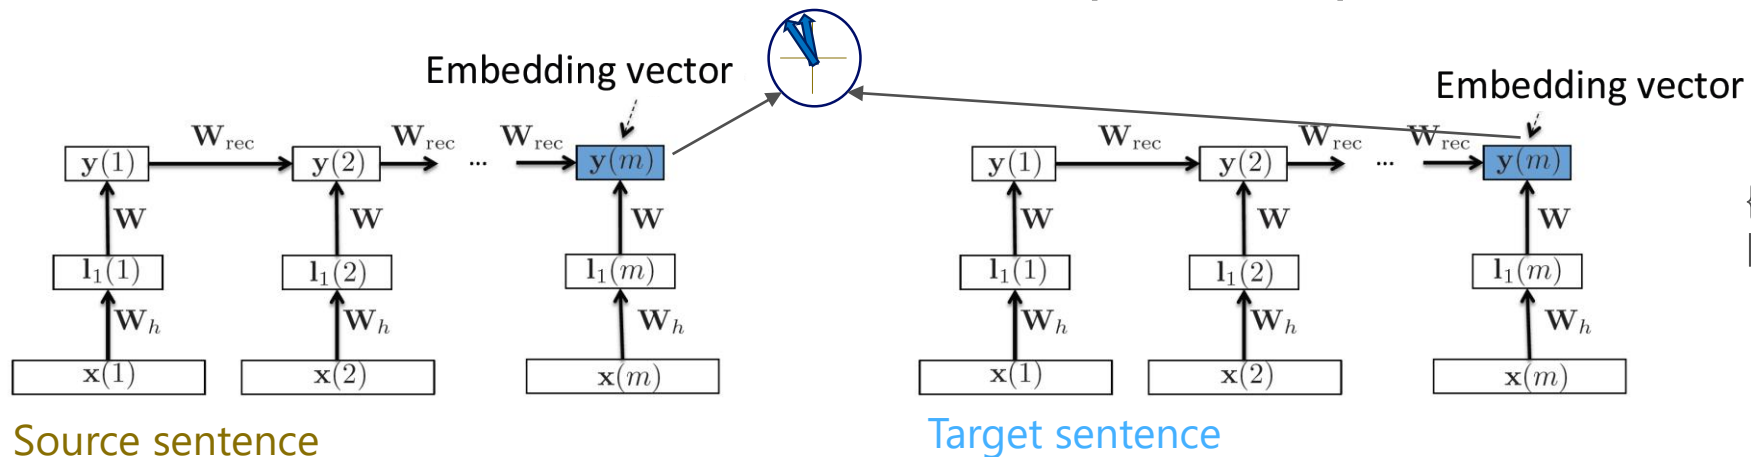 Embedding vector
Embedding vector
W_rec W_rec W_rec
y(1) y(2) ... y(m)
W W W
l_1(1) l_1(2) l_1(m)
W_h W_h W_h
x(1) x(2) x(m)
Source sentence
W_rec W_rec W_rec
y(1) y(2) ... y(m)
W W W
l_1(1) l_1(2) l_1(m)
W_h W_h W_h
x(1) x(2) x(m)
Target sentence